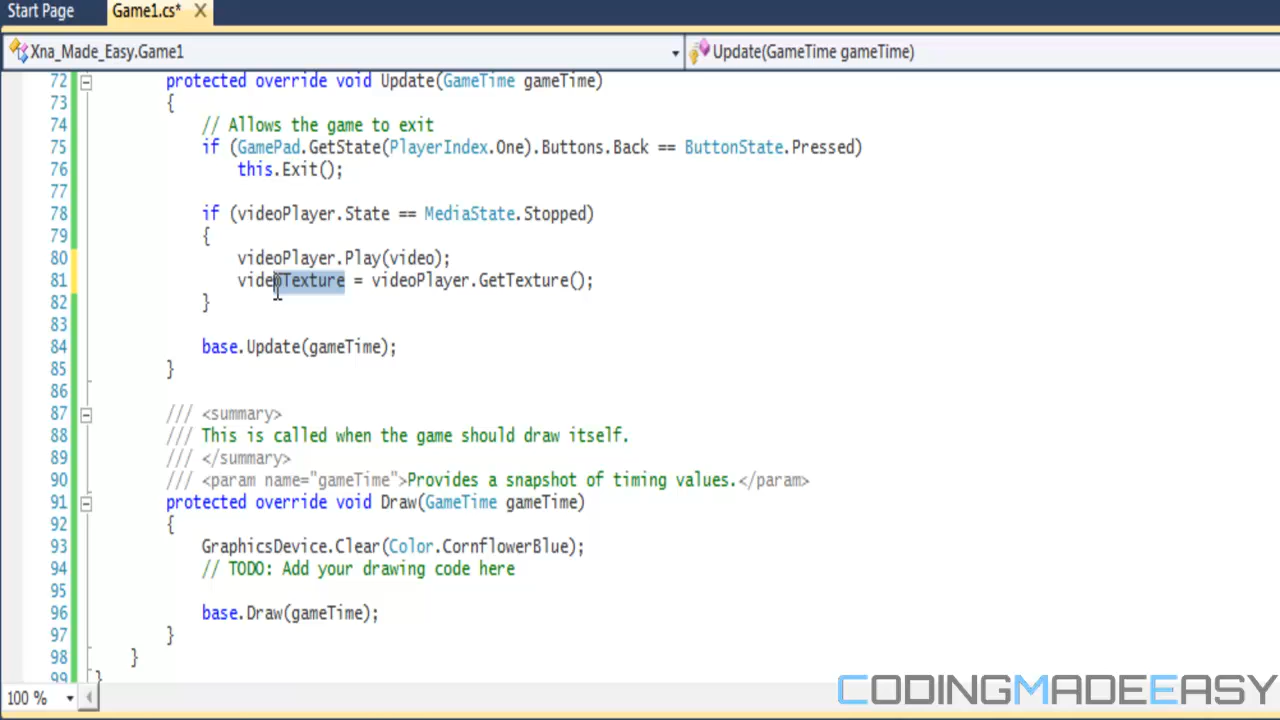 Start Page Game1.cs* X
Xna_Made_Easy.Game1 Update(GameTime gameTime)
72 protected override void Update(GameTime gameTime)
73 {
74 // Allows the game to exit
75 if (GamePad.GetState(PlayerIndex.One).Buttons.Back == ButtonState.Pressed)
76 this.Exit();
77
78 if (videoPlayer.State == MediaState.Stopped)
79 {
80 videoPlayer.Play(video);
81 videoTexture = videoPlayer.GetTexture();
82 }
83
84 base.Update(gameTime);
85 }
86
87 /// <summary>
88 /// This is called when the game should draw itself.
89 /// </summary>
90 /// <param name="gameTime">Provides a snapshot of timing values.</param>
91 protected override void Draw(GameTime gameTime)
92 {
93 GraphicsDevice.Clear(Color.CornflowerBlue);
94 // TODO: Add your drawing code here
95
96 base.Draw(gameTime);
97 }
98 }
99 }
100 %
CODINGMADEEASY